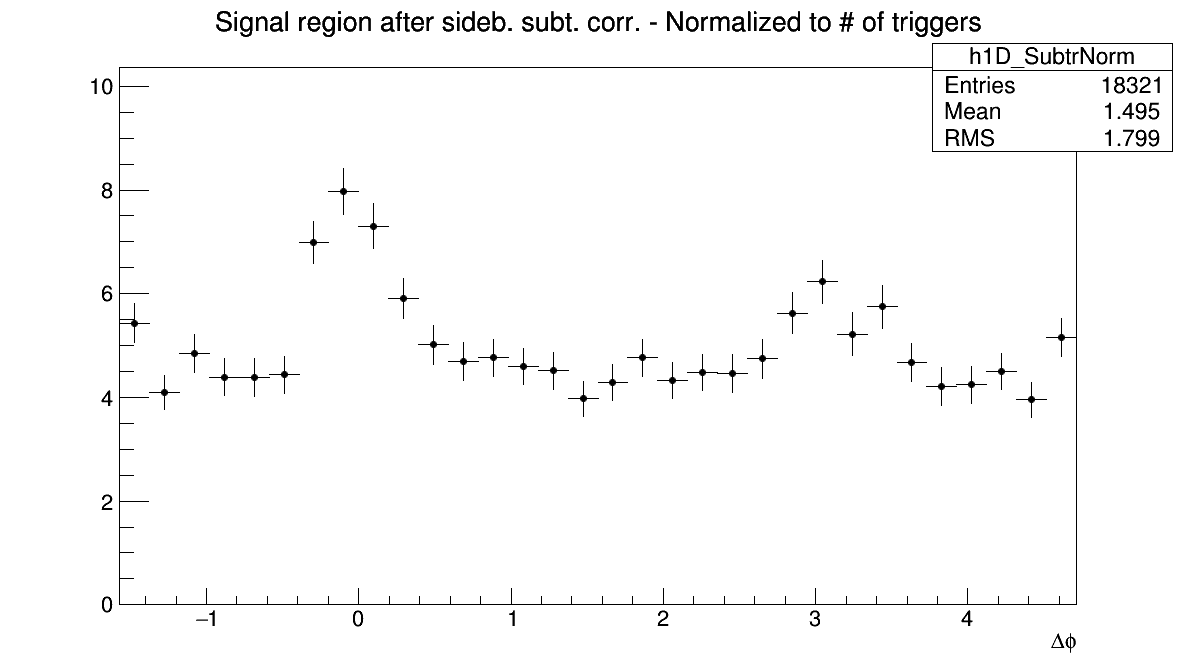 Signal region after sideb. subt. corr. - Normalized to # of triggers
h1D_SubtrNorm
Entries 18321
Mean 1.495
RMS 1.799
10
8
6
4
2
0
−1 0 1 2 3 4
Δϕ